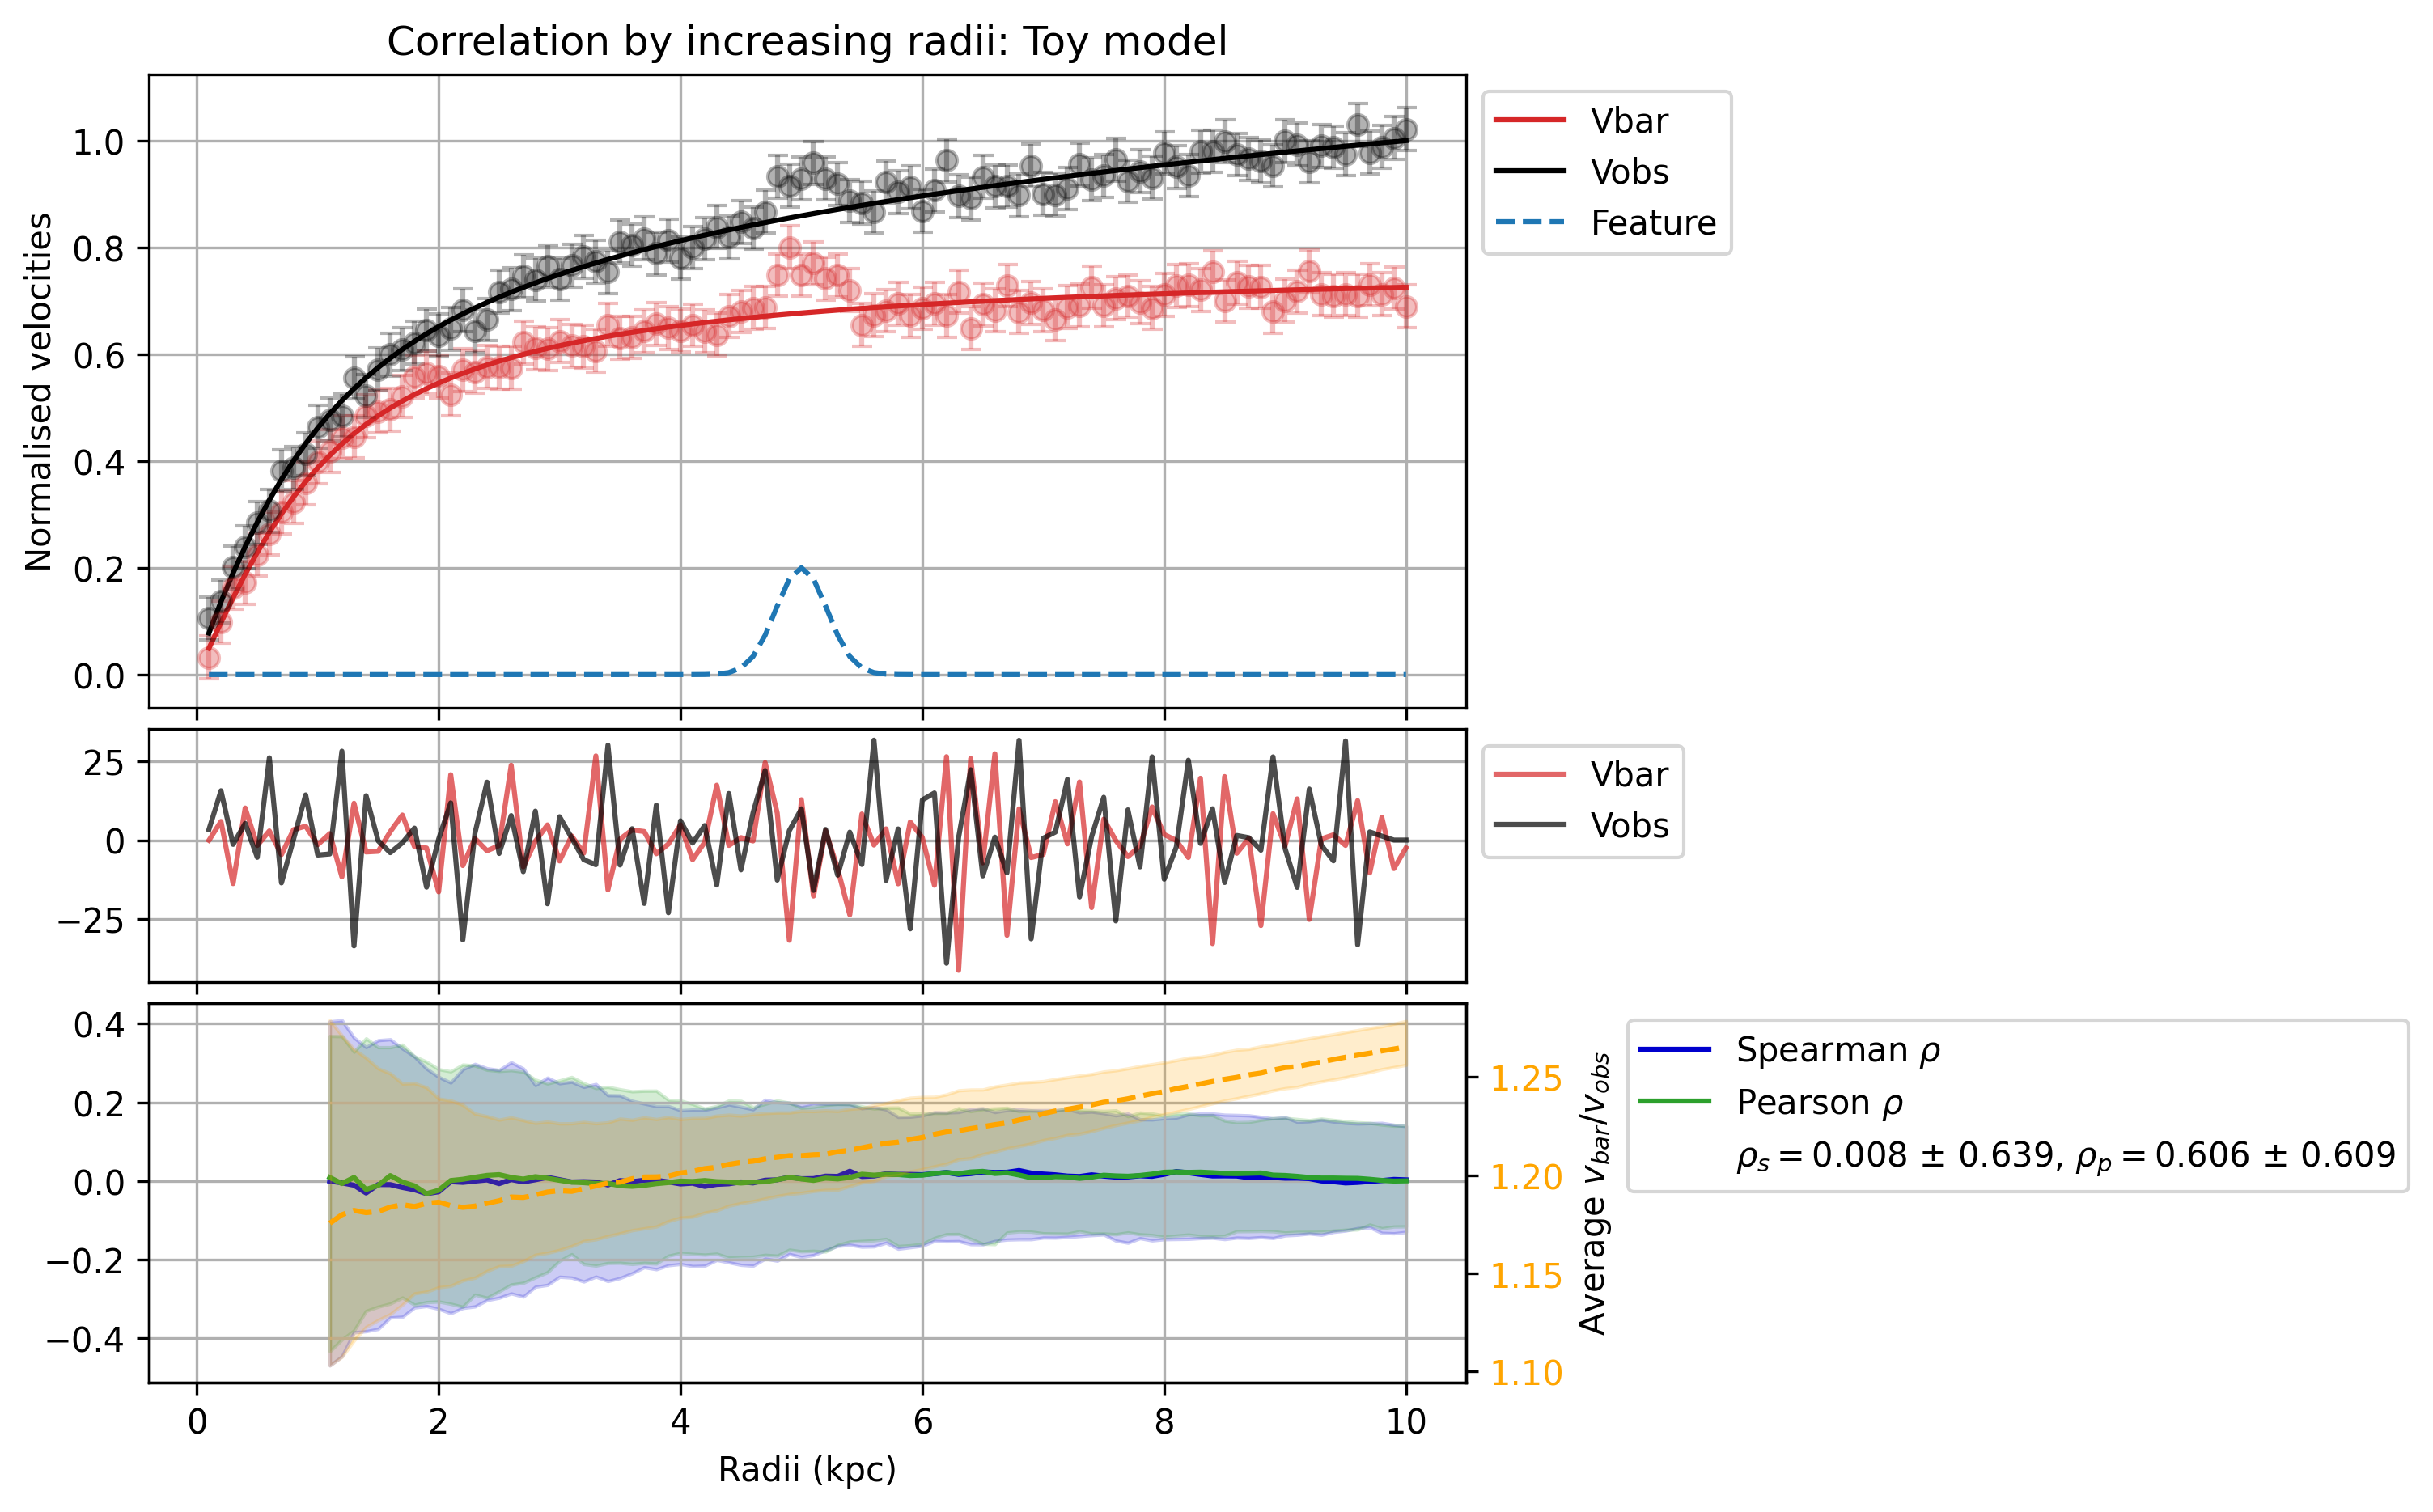 Correlation by increasing radii: Toy model
Normalised velocities
1.0
0.8
0.6
0.4
0.2
0.0
Vbar
Vobs
Feature
25
0
−25
Vbar
Vobs
0.4
0.2
0.0
−0.2
−0.4
1.25
1.20
1.15
1.10
Average v_bar/v_obs
Spearman ρ
Pearson ρ
ρ_s = 0.008 ± 0.639, ρ_p = 0.606 ± 0.609
0 2 4 6 8 10
Radii (kpc)